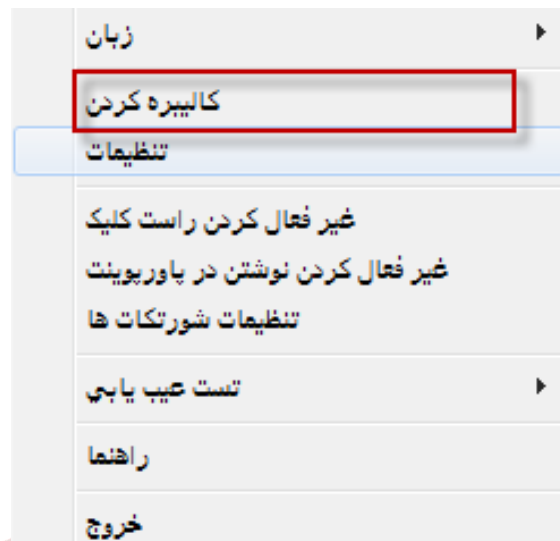 زبان
کالیبره کردن
تنظیمات
غیر فعال کردن راست کلیک
غیر فعال کردن نوشتن در پاورپوینت
تنظیمات شورتکات ها
تست عیب یابي
راهنما
خروج